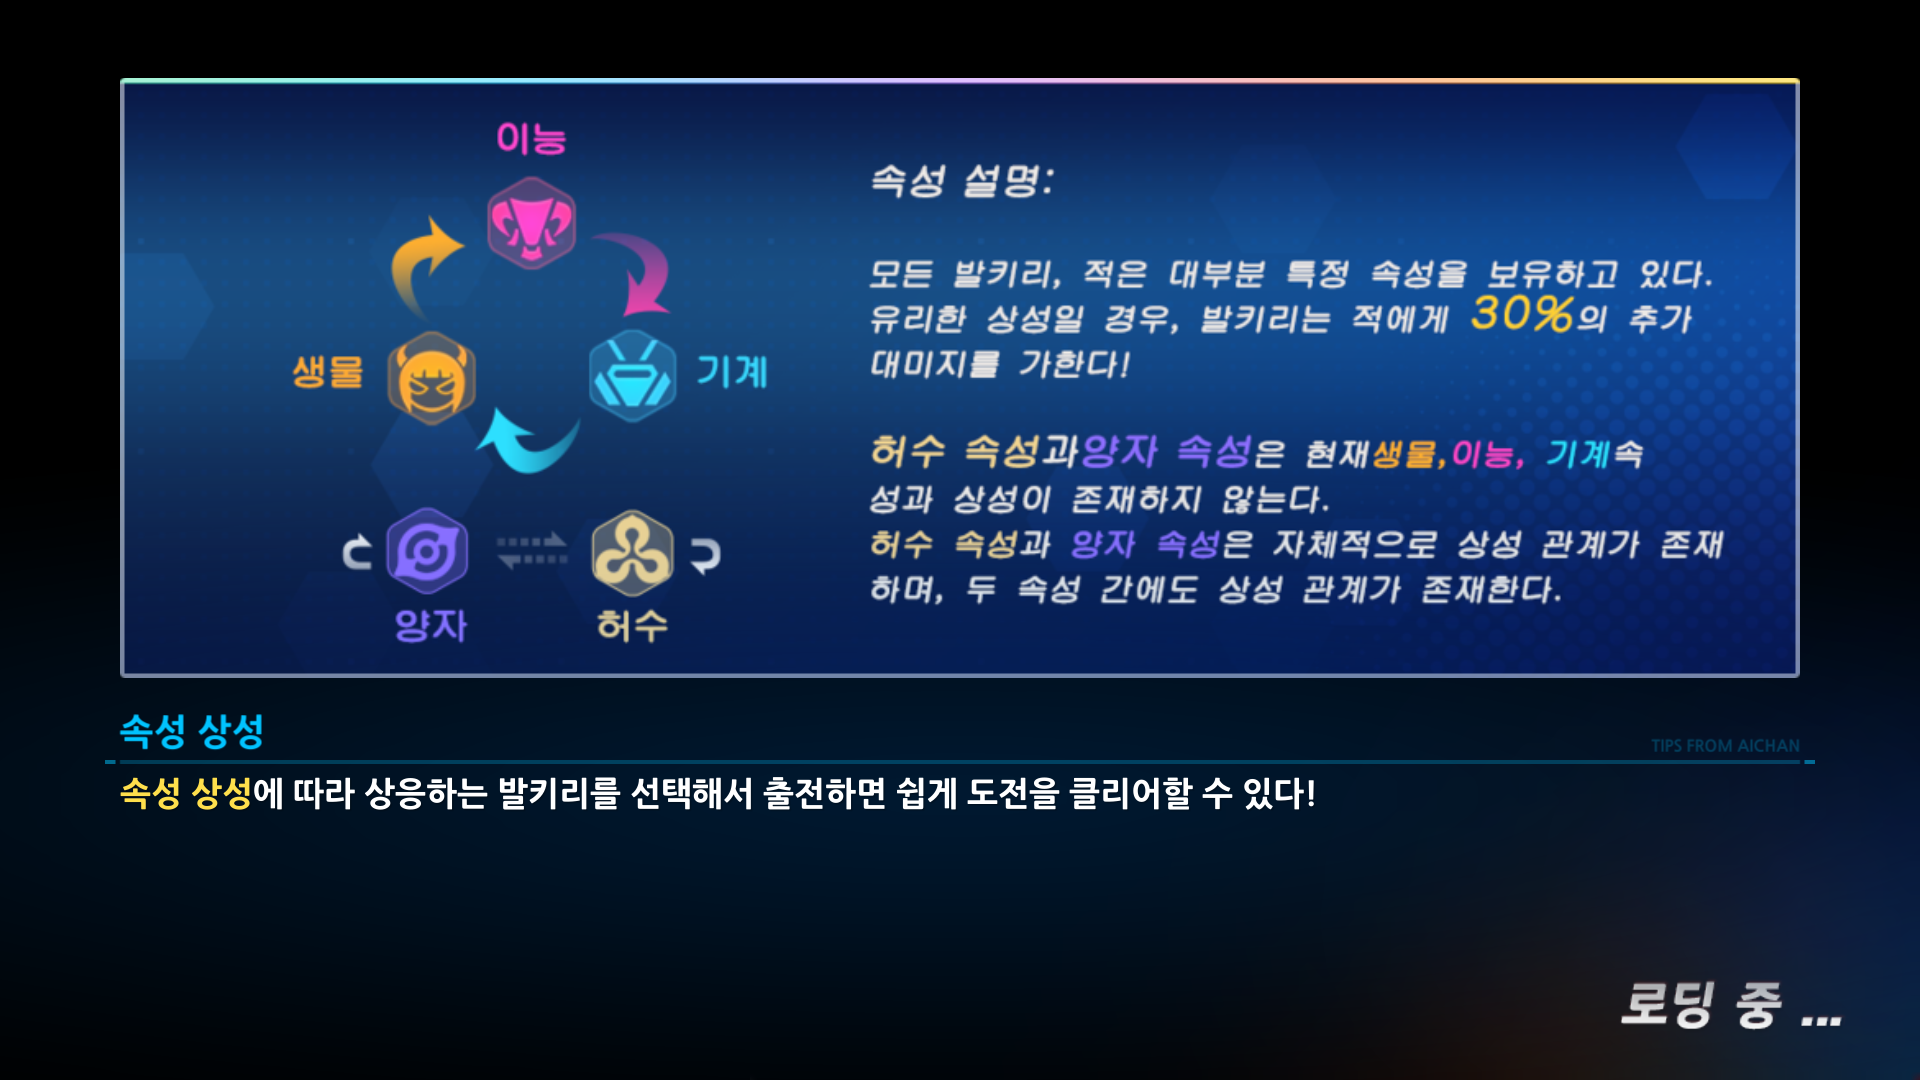 이능
생물
기계
양자
허수
속성 설명:
모든 발키리, 적은 대부분 특정 속성을 보유하고 있다.
유리한 상성일 경우, 발키리는 적에게 30%의 추가
대미지를 가한다!
허수 속성과양자 속성은 현재생물,이능, 기계속
성과 상성이 존재하지 않는다.
허수 속성과 양자 속성은 자체적으로 상성 관계가 존재
하며, 두 속성 간에도 상성 관계가 존재한다.
속성 상성
TIPS FROM AICHAN
속성 상성에 따라 상응하는 발키리를 선택해서 출전하면 쉽게 도전을 클리어할 수 있다!
로딩 중 ...